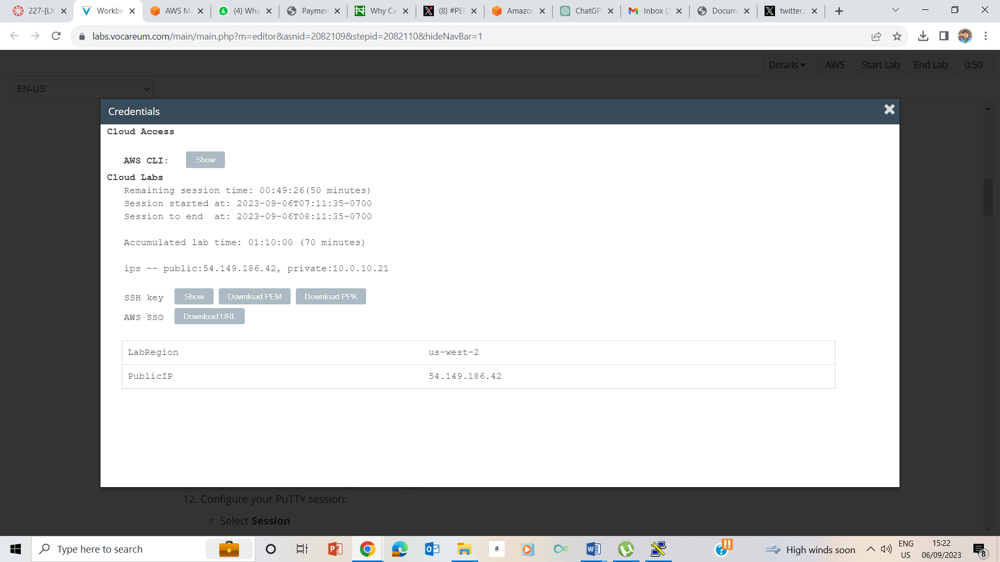 227-[LX
Workbe
AWS M
(4) Wha
Paymen
Why Ca
(8) #PEP
Amazon
ChatGP
Inbox (1
Docum
twitter.c
labs.vocareum.com/main/main.php?m=editor&asnid=2082109&stepid=2082110&hideNavBar=1
Details
AWS
Start Lab
End Lab
0:50
EN-US
Credentials
Cloud Access
AWS CLI: Show
Cloud Labs
Remaining session time: 00:49:26(50 minutes)
Session started at: 2023-09-06T07:11:35-0700
Session to end  at: 2023-09-06T08:11:35-0700
Accumulated lab time: 01:10:00 (70 minutes)
ips -- public:54.149.186.42, private:10.0.10.21
SSH key Show Download PEM Download PPK
AWS SSO Download URL
LabRegion us-west-2
PublicIP 54.149.186.42
12. Configure your PuTTY session:
Select Session
Type here to search
High winds soon
ENG
US
15:22
06/09/2023
8